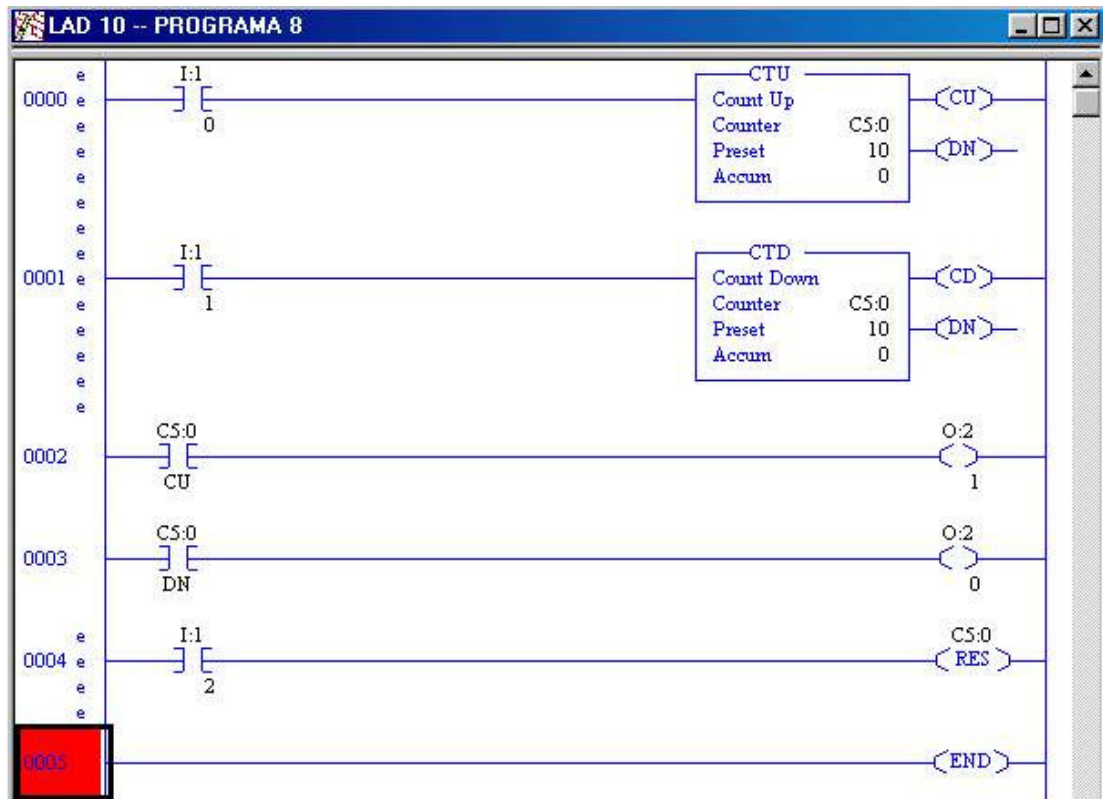 LAD 10 -- PROGRAMA 8
e
0000 e
e
e
e
e
e
I:1
0
CTU
Count Up
Counter C5:0
Preset 10
Accum 0
CU
DN
e
0001 e
e
e
e
e
e
I:1
1
CTD
Count Down
Counter C5:0
Preset 10
Accum 0
CD
DN
0002
C5:0
CU
O:2
1
0003
C5:0
DN
O:2
0
e
0004 e
e
e
I:1
2
C5:0
RES
0005
END